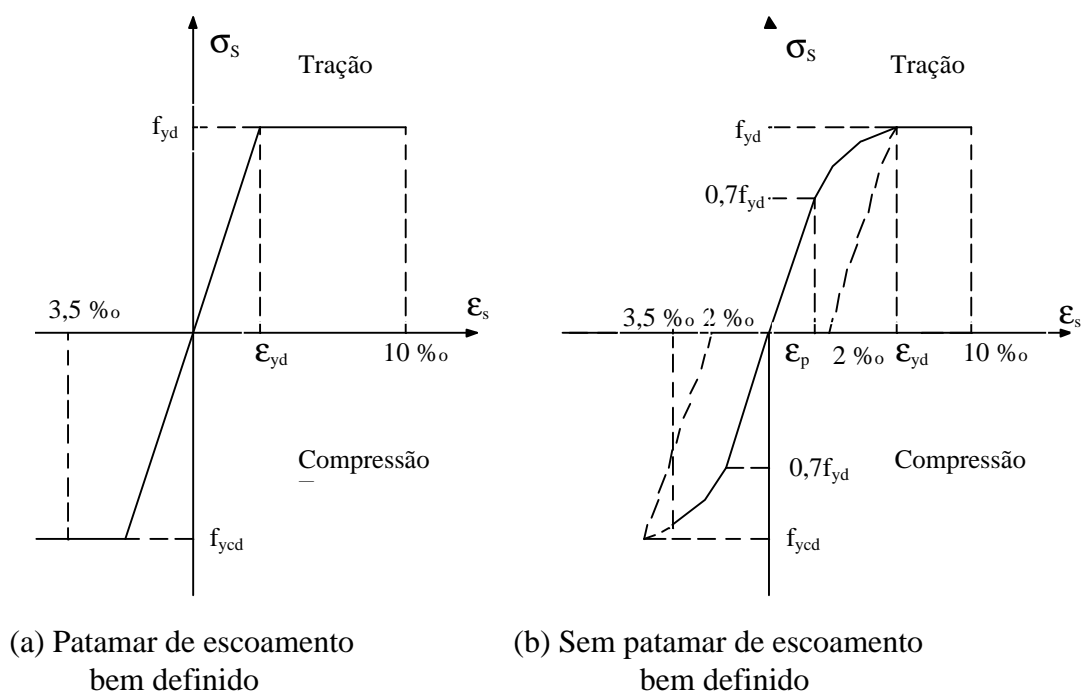 σs
Tração
fyd
3,5 ‰
εs
εyd
10 ‰
Compressão
fycd
(a) Patamar de escoamento
bem definido
σs
Tração
fyd
0,7fyd
3,5 ‰ 2 ‰
εs
εp
2 ‰
εyd
10 ‰
Compressão
0,7fyd
fycd
(b) Sem patamar de escoamento
bem definido